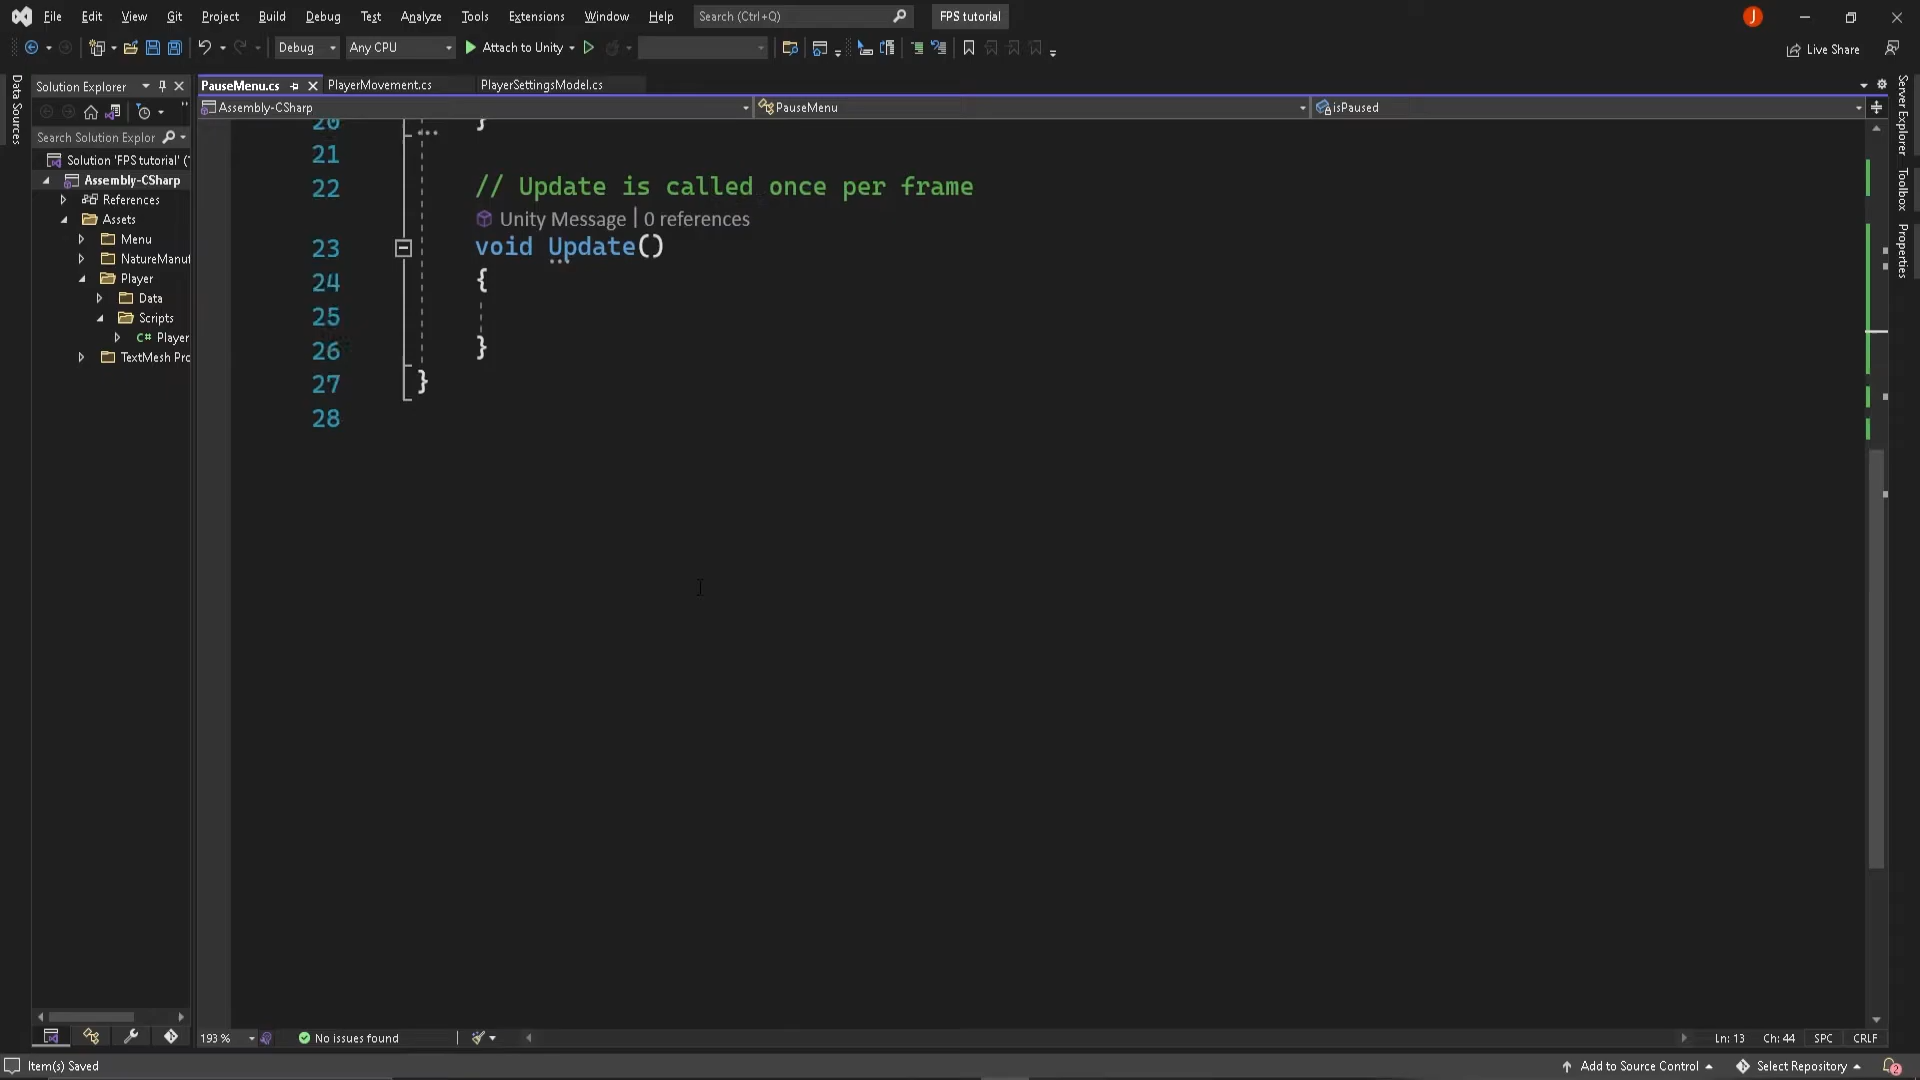 File Edit View Git Project Build Debug Test Analyze Tools Extensions Window Help Search (Ctrl+Q) FPS tutorial J
Debug Any CPU Attach to Unity Live Share
Data Sources
Solution Explorer
Search Solution Explor
Solution 'FPS tutorial' (
Assembly-CSharp
References
Assets
Menu
NatureManuf
Player
Data
Scripts
C# Player
TextMesh Pro
PauseMenu.cs PlayerMovement.cs PlayerSettingsModel.cs
Assembly-CSharp PauseMenu isPaused
20 }
21
22 // Update is called once per frame
Unity Message | 0 references
23 void Update()
24 {
25
26 }
27 }
28
Server Explorer
Toolbox
Properties
193 % No issues found Ln: 13 Ch: 44 SPC CRLF
Item(s) Saved Add to Source Control Select Repository 2